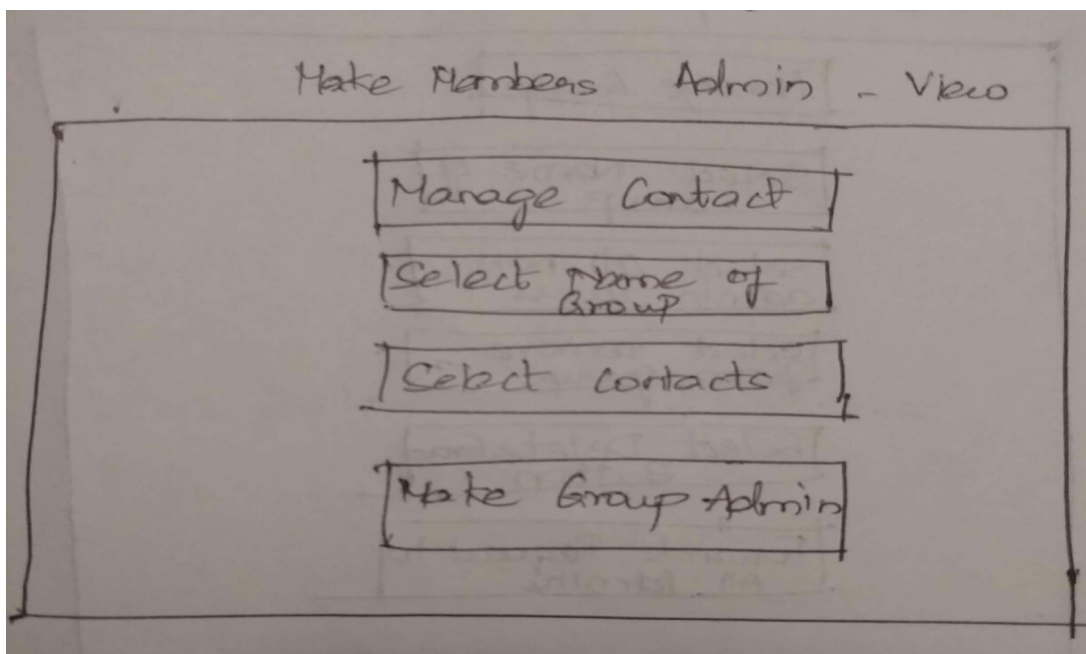 Make Members Admin - View
Manage Contact
Select Name of
Group
Select contacts
Make Group Admin